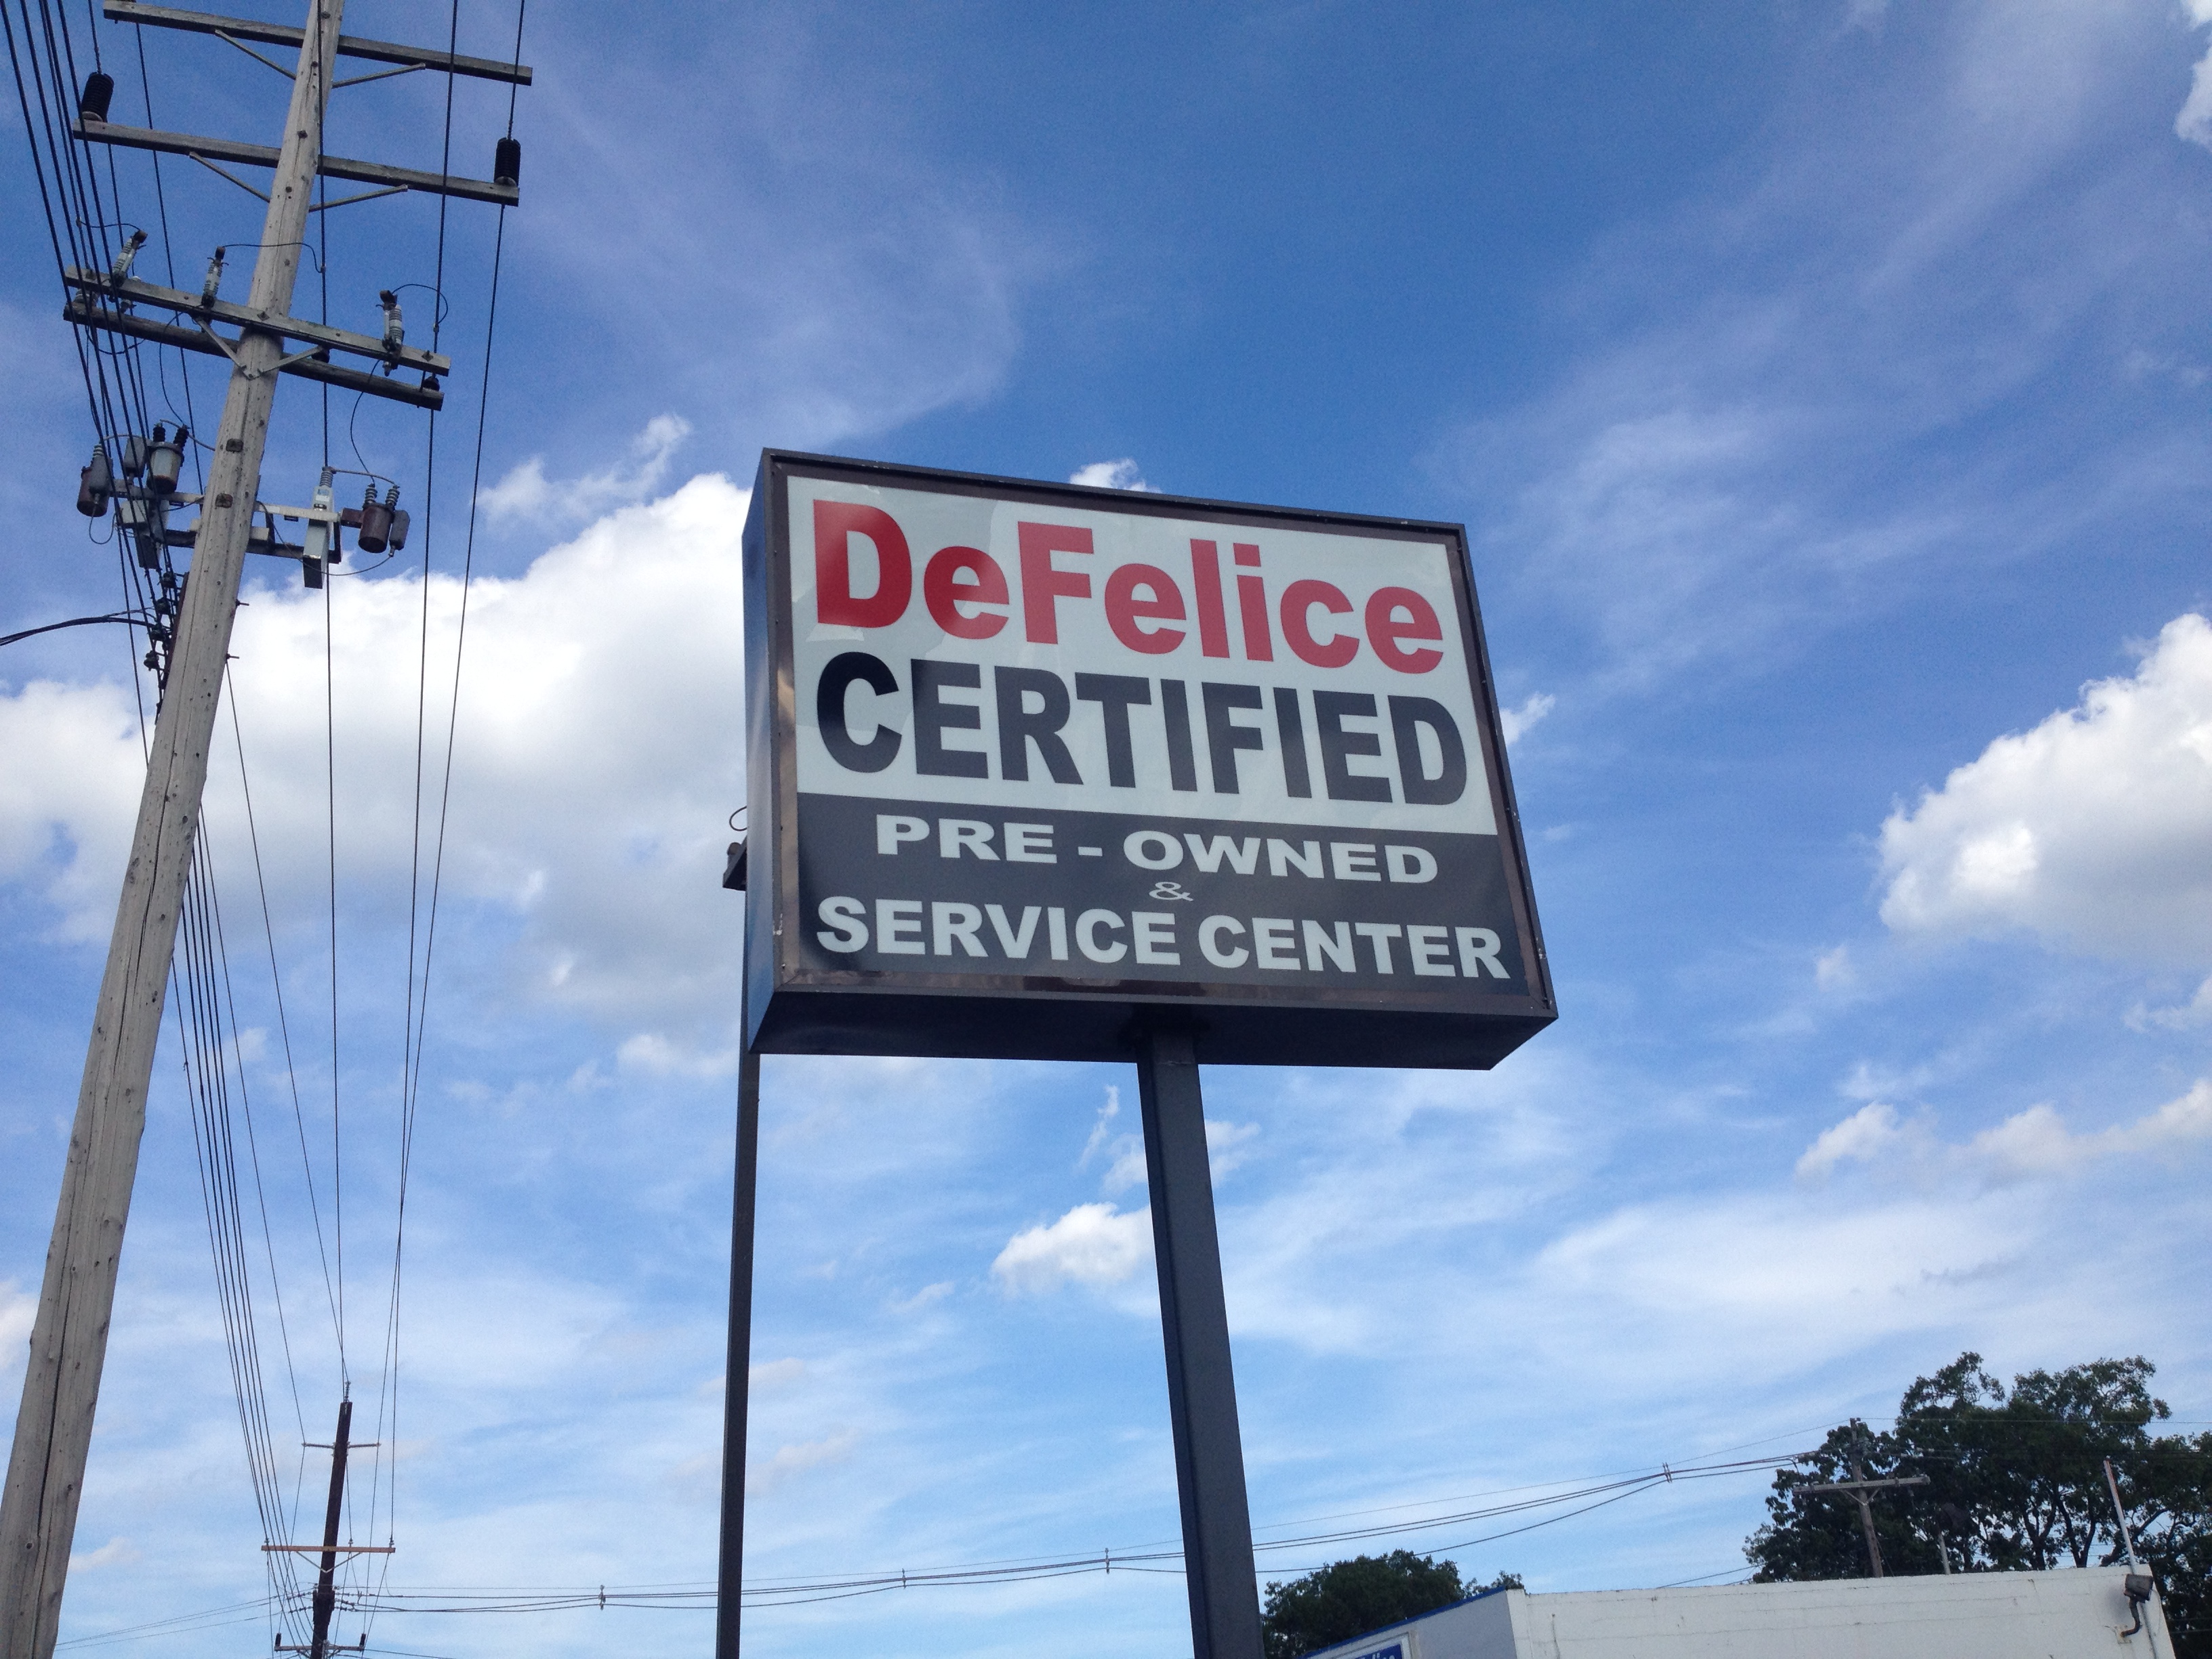 DeFelice
CERTIFIED
PRE - OWNED
&
SERVICE CENTER